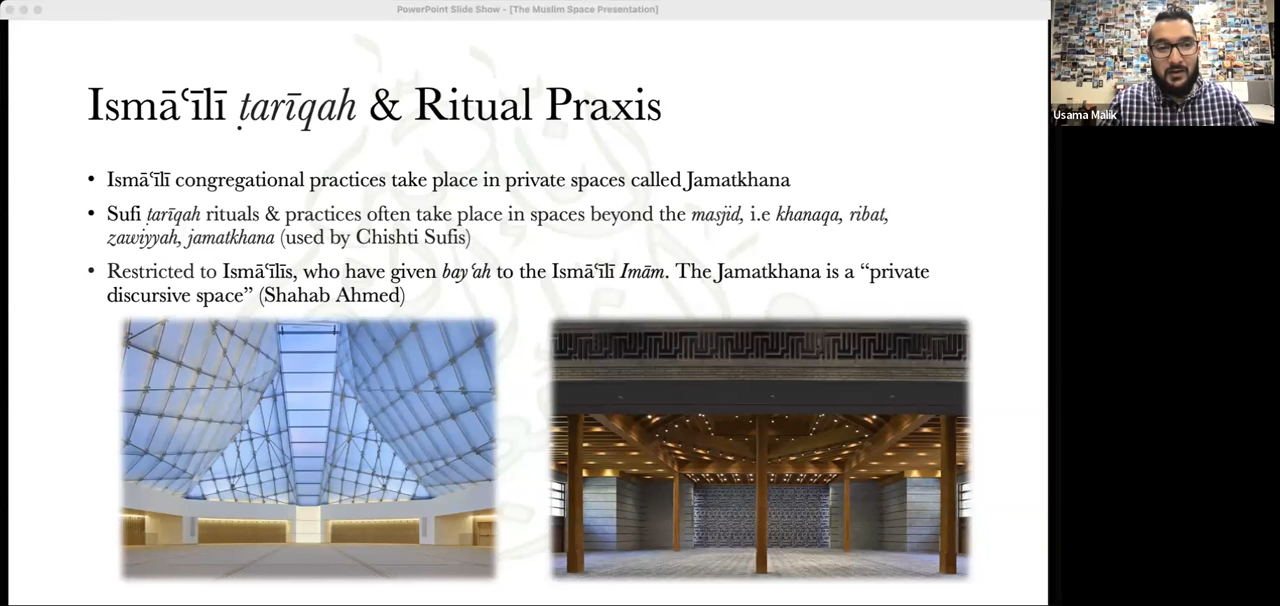 PowerPoint Slide Show - [The Muslim Space Presentation]
Ismāʿīlī ṭarīqah & Ritual Praxis
• Ismāʿīlī congregational practices take place in private spaces called Jamatkhana
• Sufi ṭarīqah rituals & practices often take place in spaces beyond the masjid, i.e khanaqa, ribat,
zawiyyah, jamatkhana (used by Chishti Sufis)
• Restricted to Ismāʿīlīs, who have given bayʿah to the Ismāʿīlī Imām. The Jamatkhana is a “private
discursive space” (Shahab Ahmed)
Usama Malik